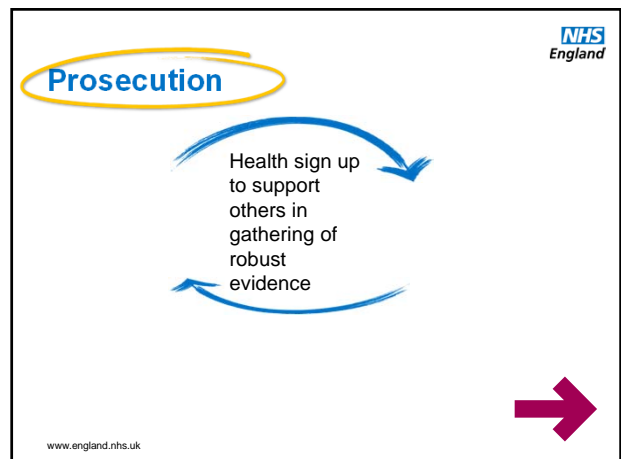 NHS
England
Prosecution
Health sign up
to support
others in
gathering of
robust
evidence
www.england.nhs.uk